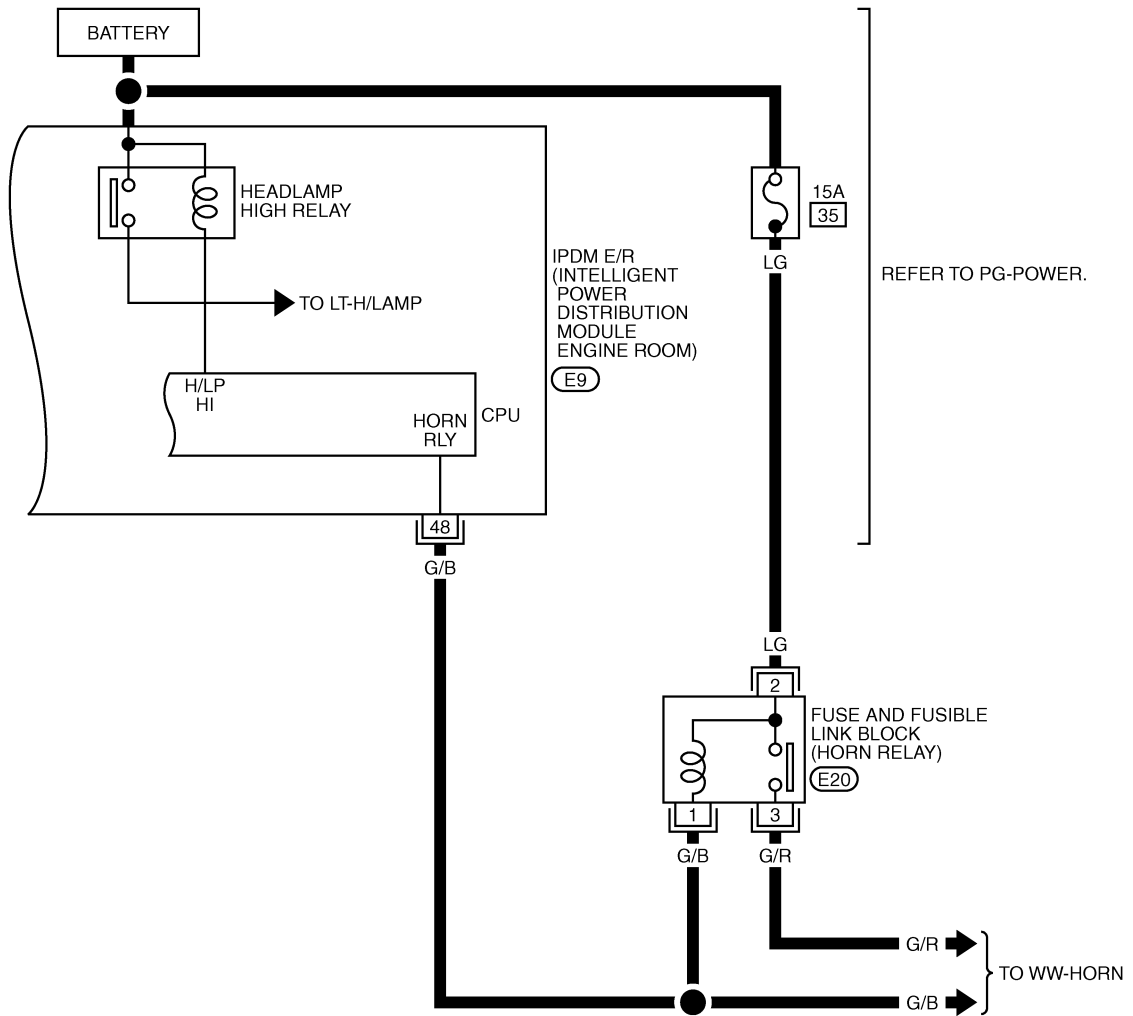 BATTERY
HEADLAMP
HIGH RELAY
15A
35
LG
IPDM E/R
(INTELLIGENT
POWER
DISTRIBUTION
MODULE
ENGINE ROOM)
E9
REFER TO PG-POWER.
TO LT-H/LAMP
H/LP
HI
HORN
RLY
CPU
48
G/B
LG
2
FUSE AND FUSIBLE
LINK BLOCK
(HORN RELAY)
E20
1
3
G/B
G/R
G/R
TO WW-HORN
G/B